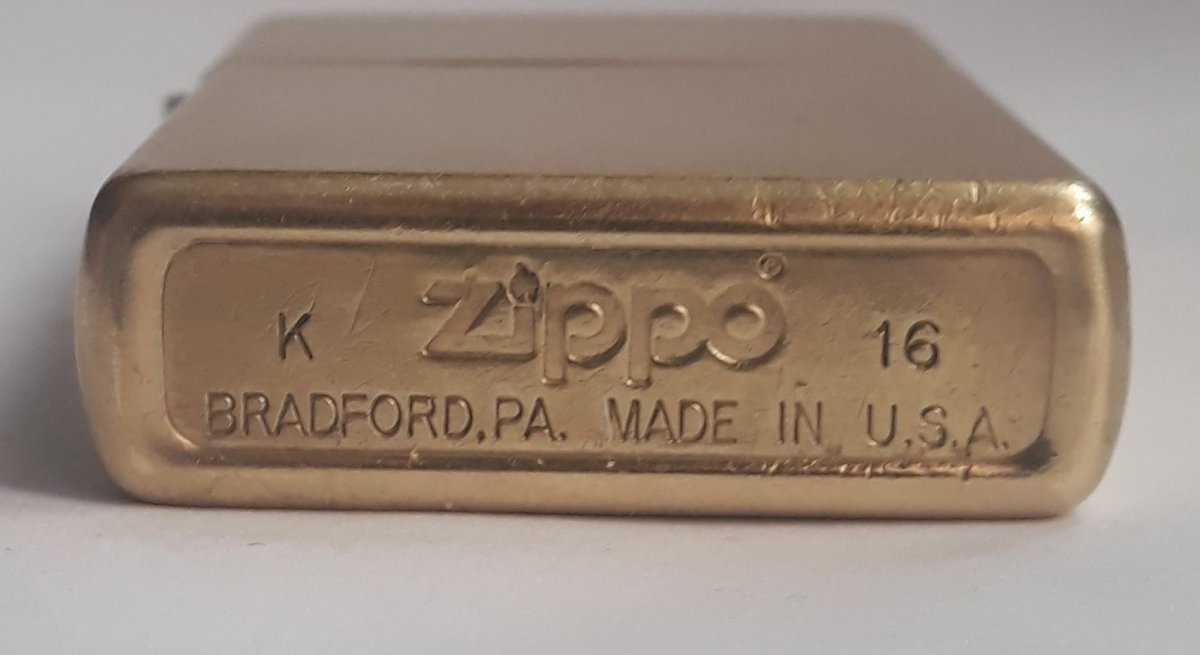 K Zippo® 16
BRADFORD,PA. MADE IN U.S.A.